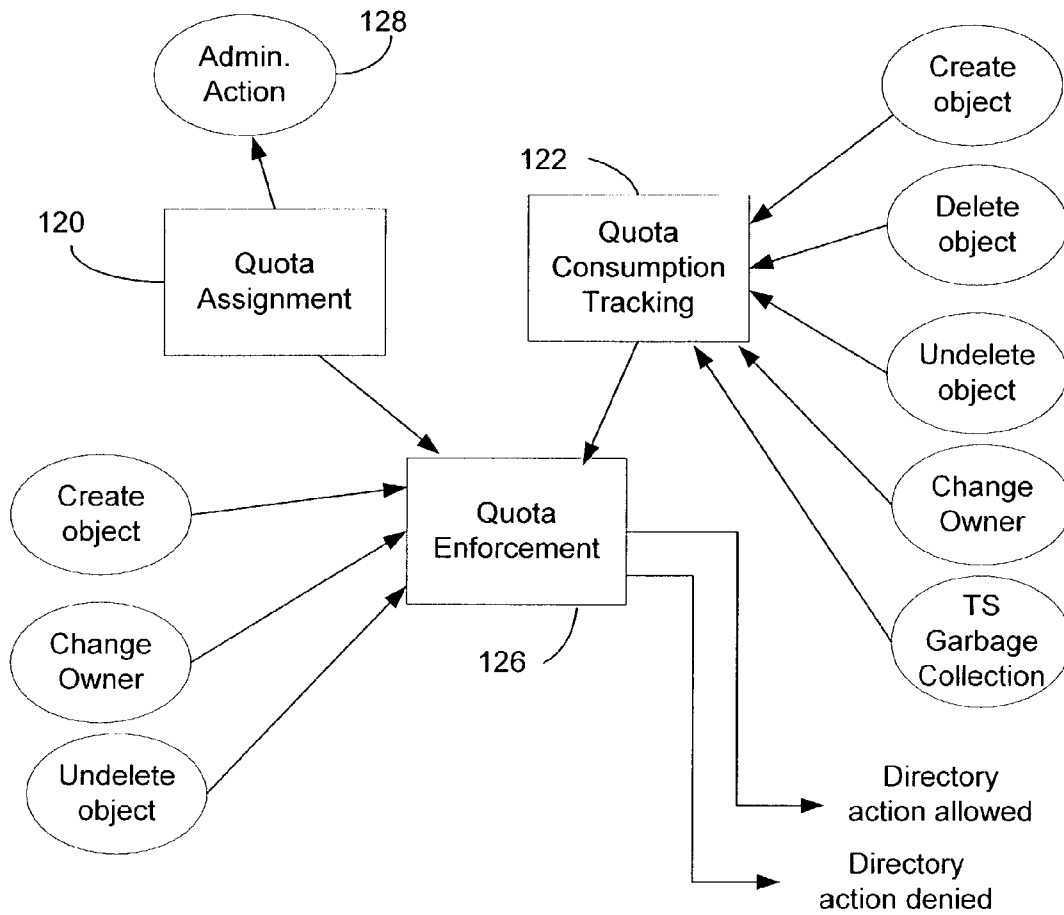 128
Admin.
Action
Create
object
122
120
Quota
Assignment
Quota
Consumption
Tracking
Delete
object
Undelete
object
Create
object
Quota
Enforcement
Change
Owner
Change
Owner
126
TS
Garbage
Collection
Undelete
object
Directory
action allowed
Directory
action denied